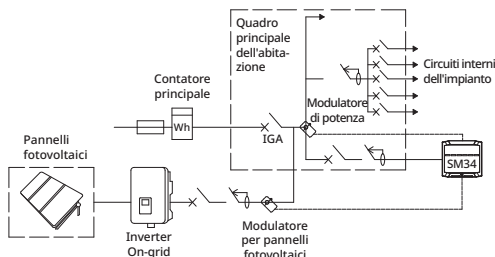 Quadro
principale
dell'abita-
zione
Contatore
principale
Circuiti interni
dell'impianto
Modulatore
di potenza
Wh
IGA
SM34
Pannelli
fotovoltaici
Inverter
On-grid
Modulatore
per pannelli
fotovoltaici